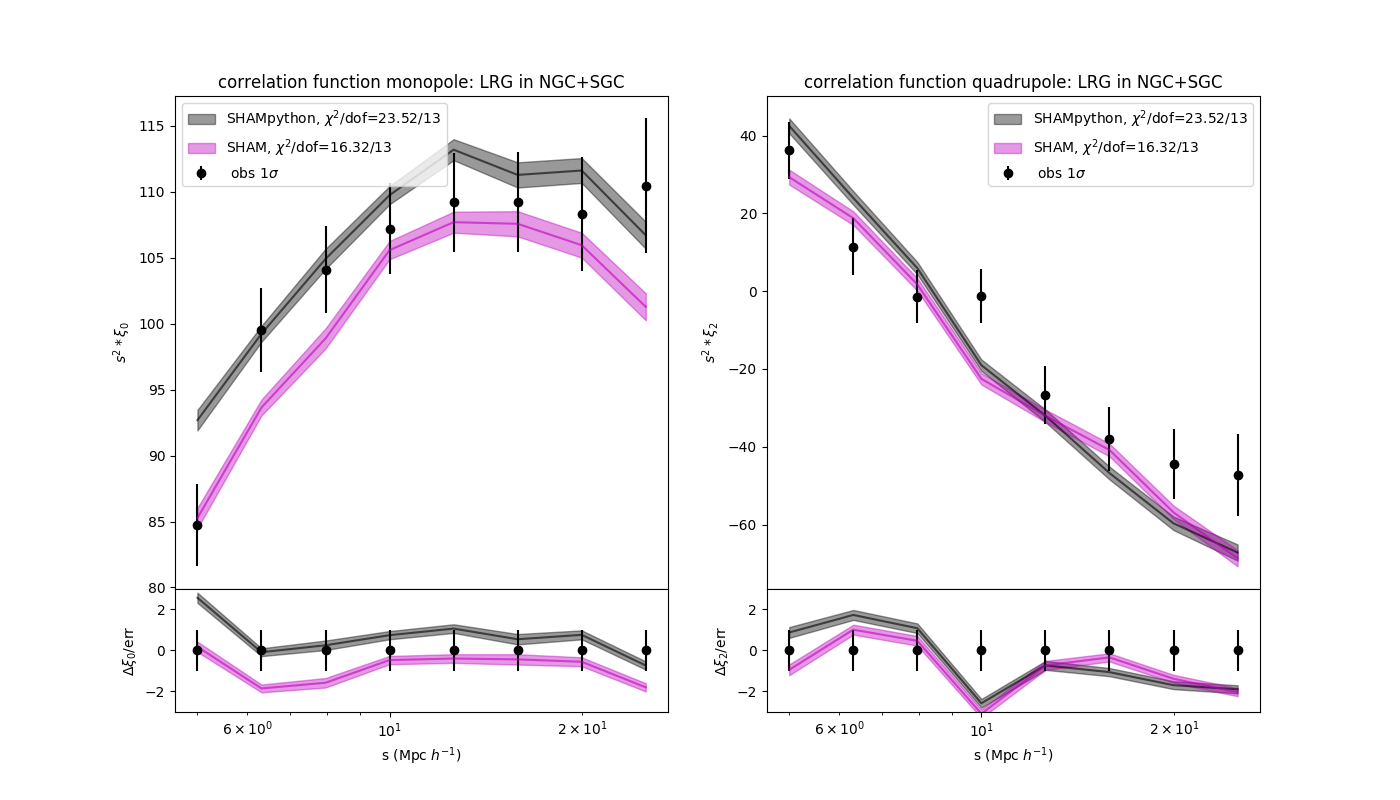 correlation function monopole: LRG in NGC+SGC
SHAMpython, χ²/dof=23.52/13
SHAM, χ²/dof=16.32/13
obs 1σ
115
110
105
100
95
90
85
80
s² * ξ₀
2
0
−2
Δξ₀/err
6 × 10⁰
10¹
2 × 10¹
s (Mpc h⁻¹)
correlation function quadrupole: LRG in NGC+SGC
SHAMpython, χ²/dof=23.52/13
SHAM, χ²/dof=16.32/13
obs 1σ
40
20
0
−20
−40
−60
s² * ξ₂
2
0
−2
Δξ₂/err
6 × 10⁰
10¹
2 × 10¹
s (Mpc h⁻¹)